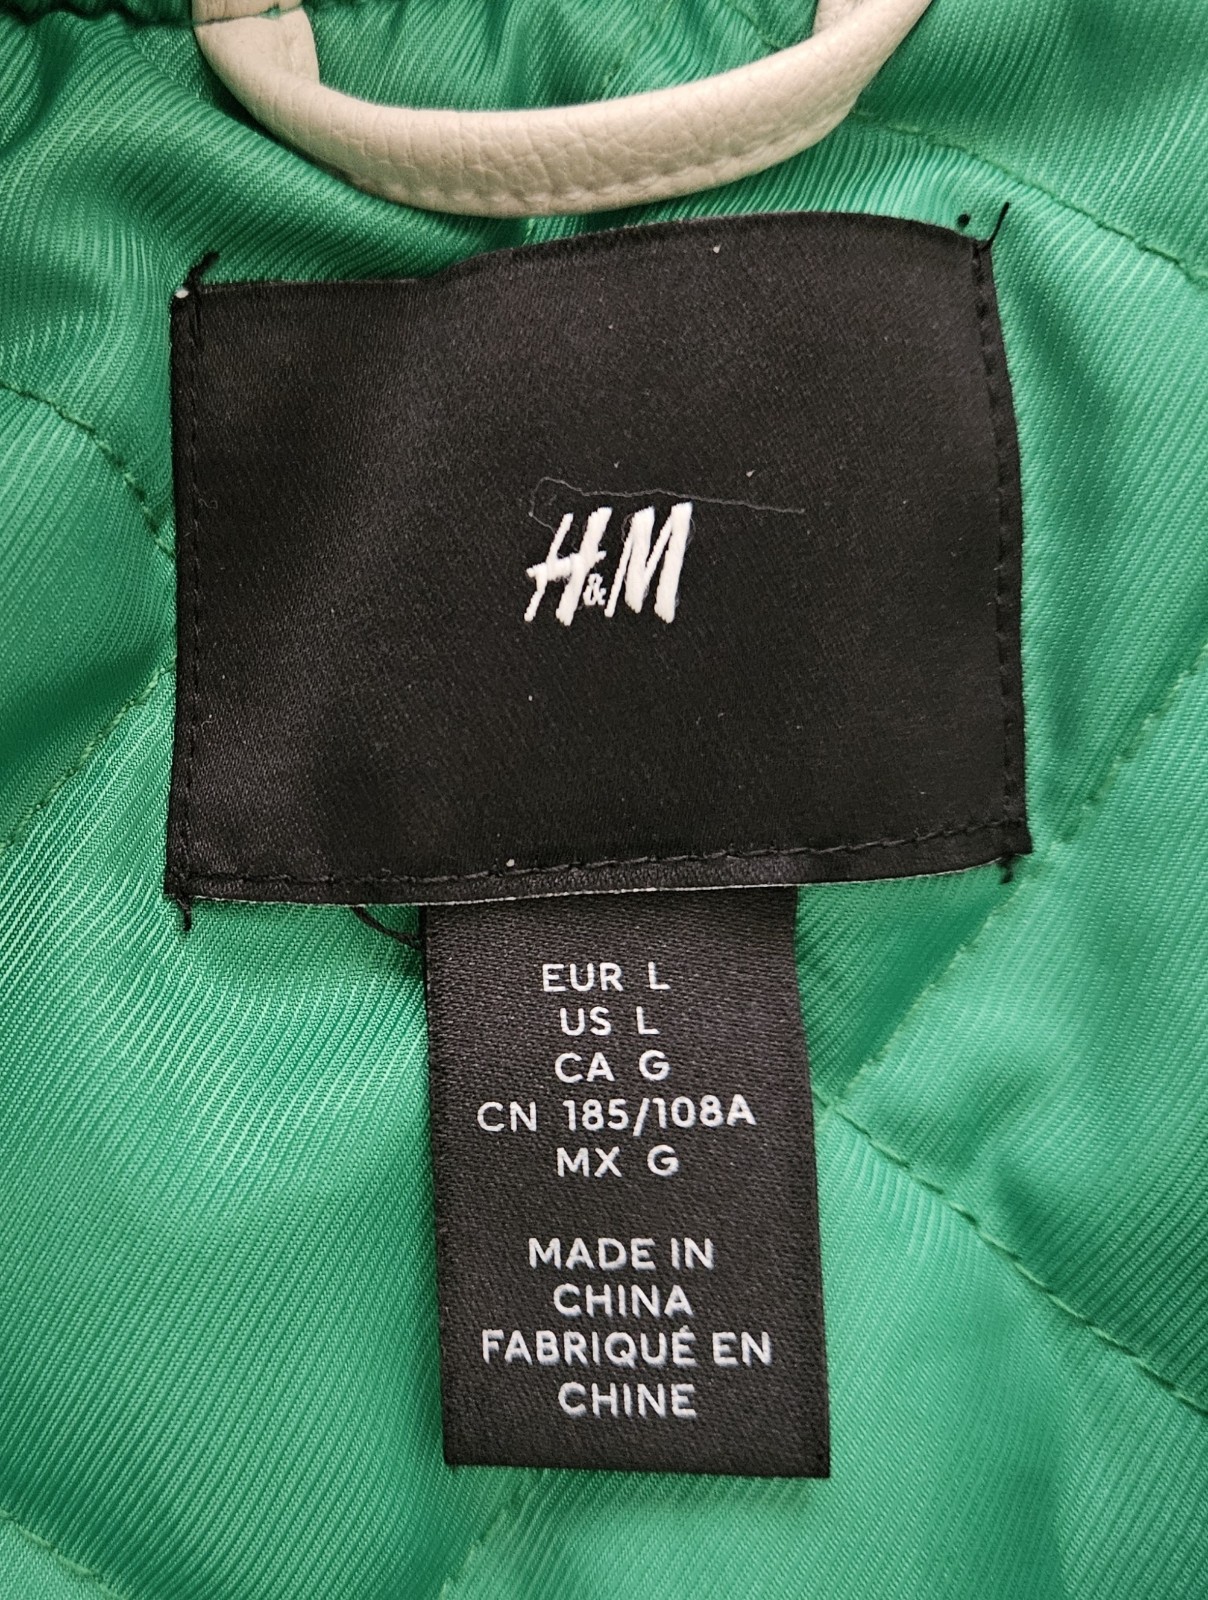 H&M
EUR L
US L
CA G
CN 185/108A
MX G
MADE IN
CHINA
FABRIQUÉ EN
CHINE